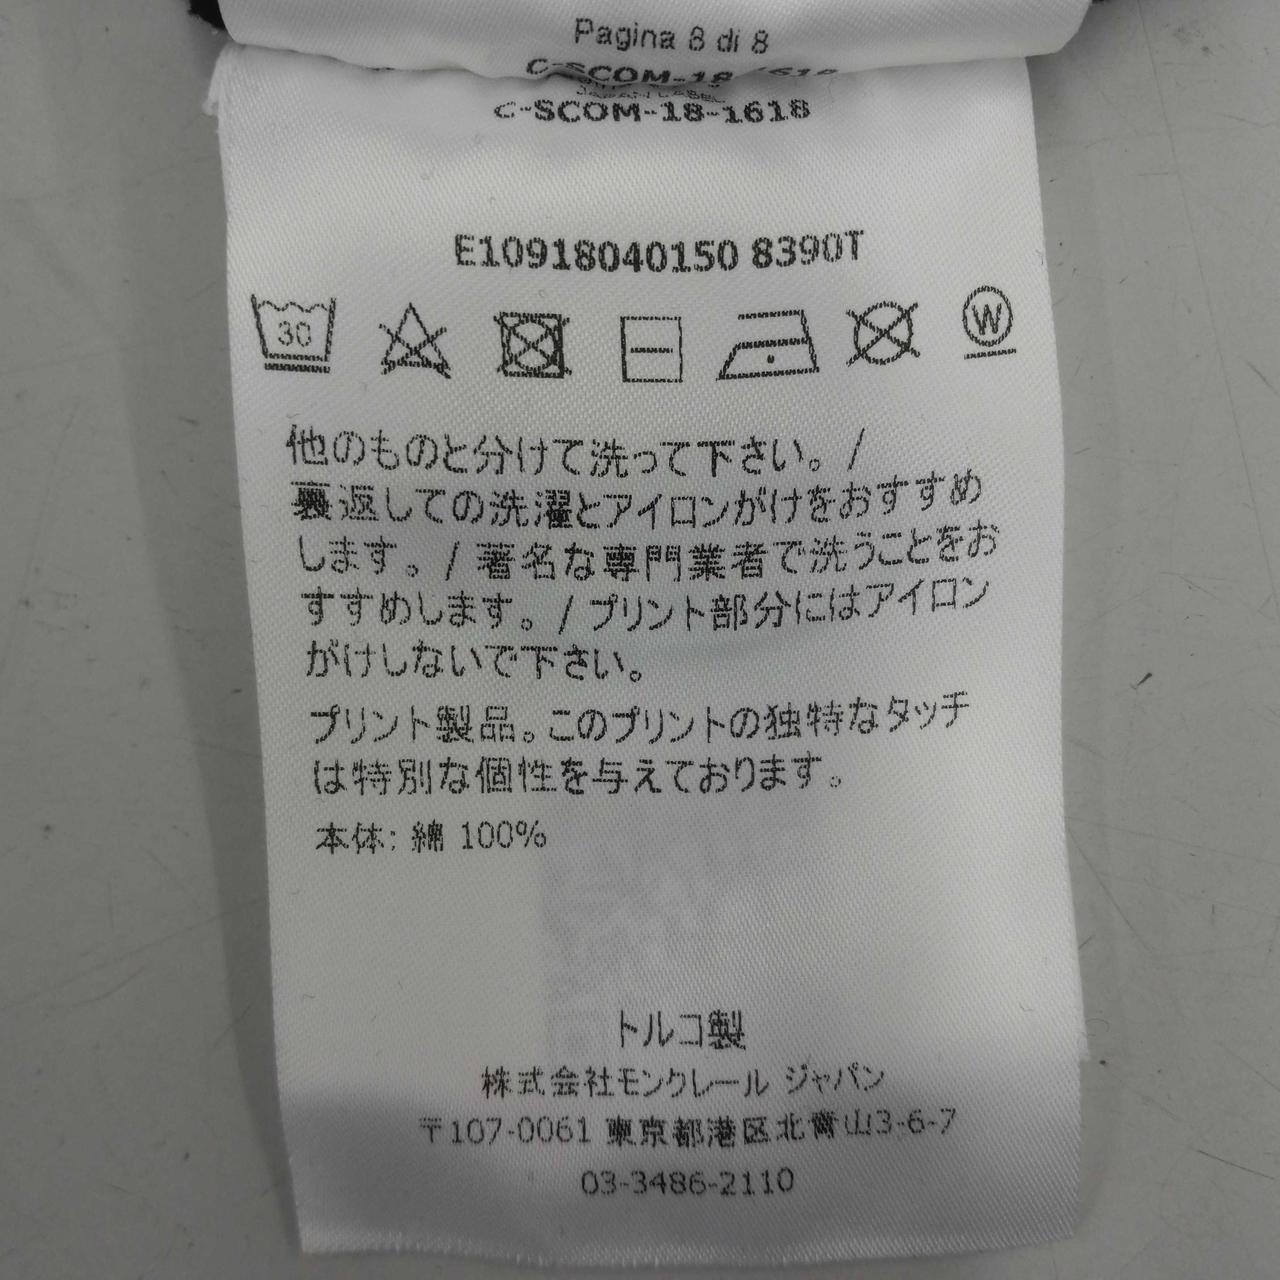 Pagina 8 di 8
C-SCOM-18-1618
JAPAN LABEL
C-SCOM-18-1618
E10918040150 8390T
30
W
他のものと分けて洗って下さい。/
裏返しての洗濯とアイロンがけをおすすめ
します。/ 著名な専門業者で洗うことをお
すすめします。/ プリント部分にはアイロン
がけしないで下さい。
プリント製品。このプリントの独特なタッチ
は特別な個性を与えております。
本体: 綿 100%
トルコ製
株式会社モンクレール ジャパン
〒107-0061 東京都港区北青山3-6-7
03-3486-2110